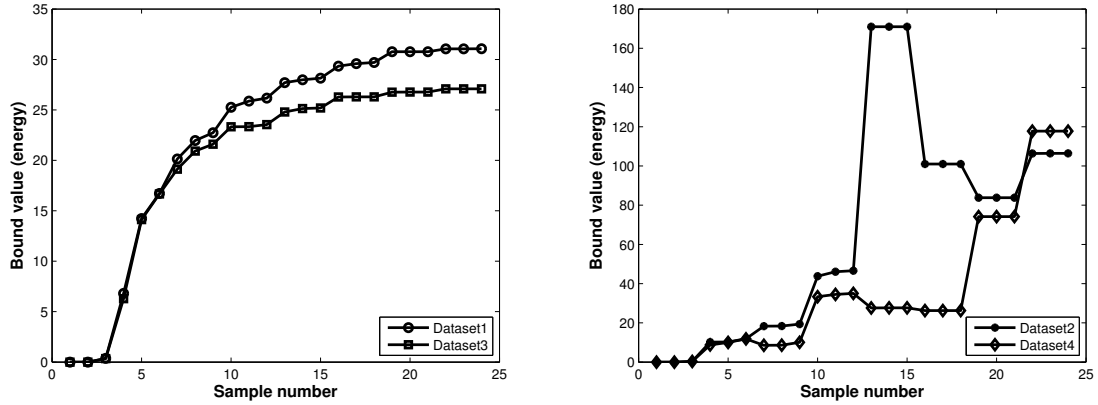 35
30
25
20
15
10
5
0
0 5 10 15 20 25
Bound value (energy)
Sample number
Dataset1
Dataset3
180
160
140
120
100
80
60
40
20
0
0 5 10 15 20 25
Bound value (energy)
Sample number
Dataset2
Dataset4